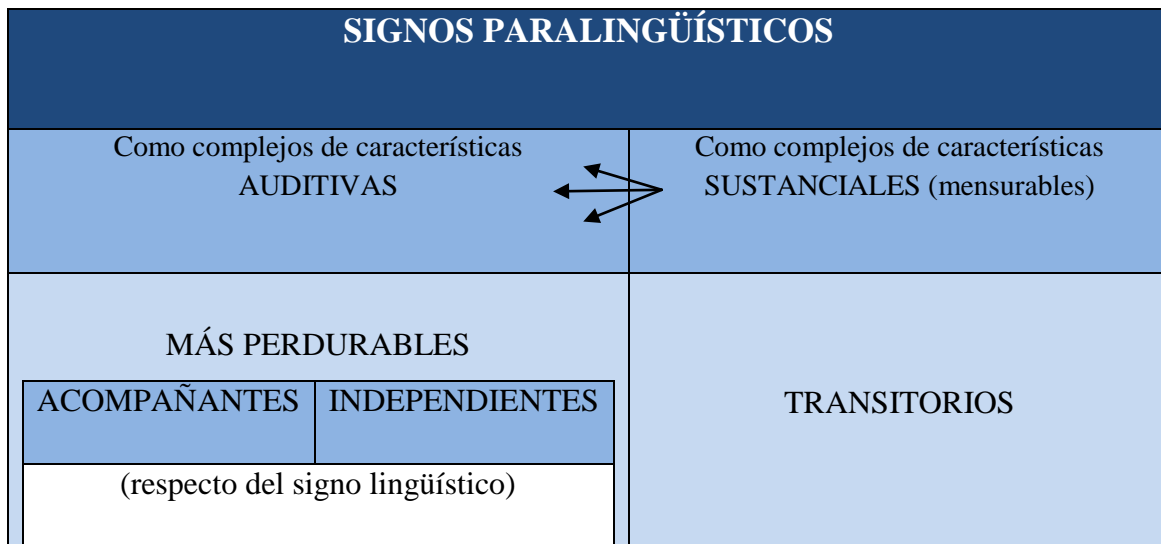 SIGNOS PARALINGÜÍSTICOS
Como complejos de características
AUDITIVAS
Como complejos de características
SUSTANCIALES (mensurables)
MÁS PERDURABLES
ACOMPAÑANTES
INDEPENDIENTES
(respecto del signo lingüístico)
TRANSITORIOS